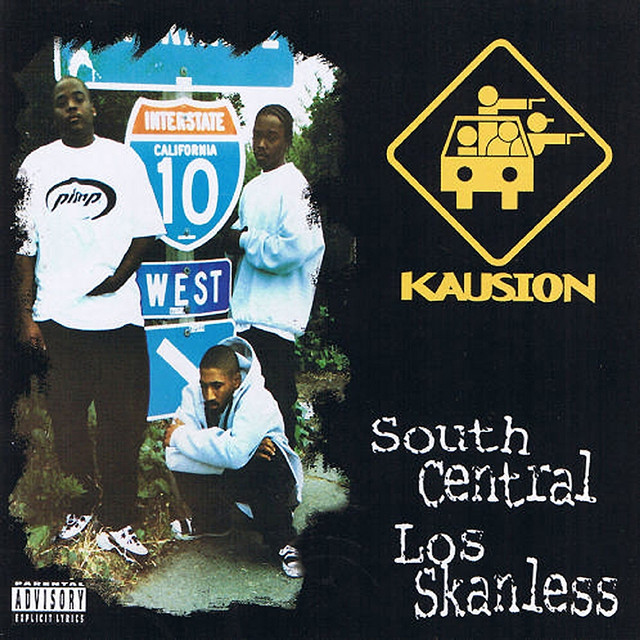 pimp
INTERSTATE
CALIFORNIA
10
WEST
KAUSION
South
Central
Los
Skanless
PARENTAL
ADVISORY
EXPLICIT LYRICS